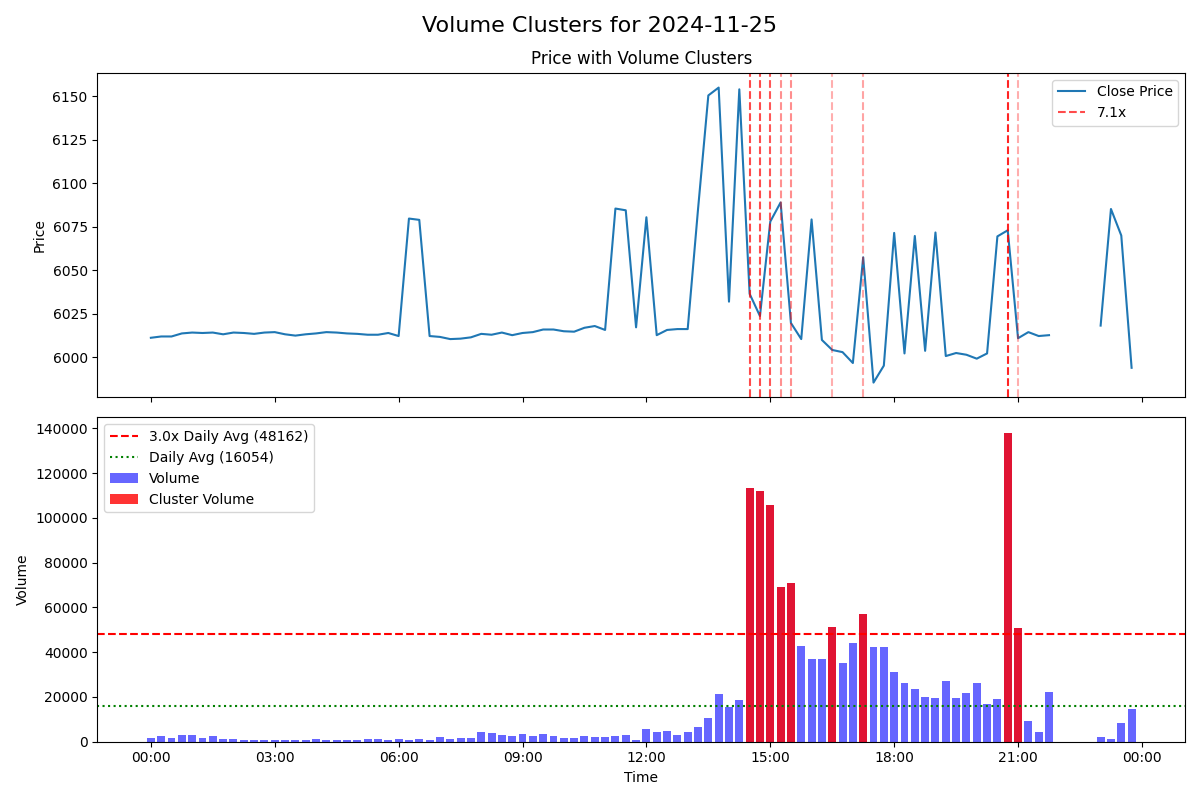 Volume Clusters for 2024-11-25
Price with Volume Clusters
Price
6150
6125
6100
6075
6050
6025
6000
Close Price
7.1x
Volume
140000
120000
100000
80000
60000
40000
20000
0
3.0x Daily Avg (48162)
Daily Avg (16054)
Volume
Cluster Volume
00:00 03:00 06:00 09:00 12:00 15:00 18:00 21:00 00:00
Time